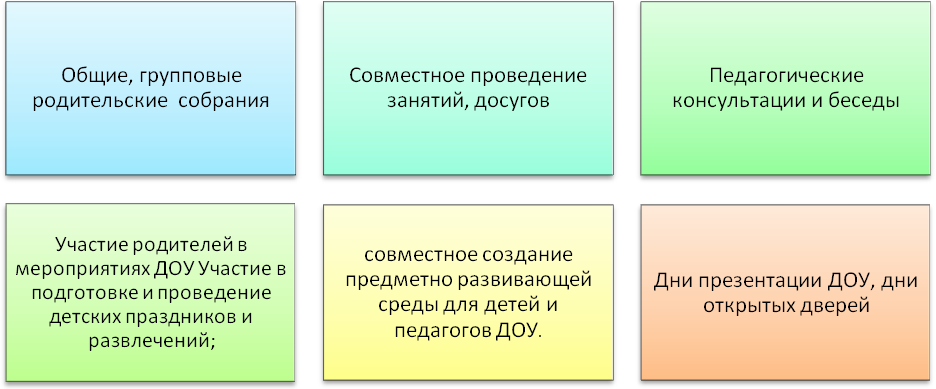 Общие, групповые
родительские  собрания
Совместное проведение
занятий, досугов
Педагогические
консультации и беседы
Участие родителей в
мероприятиях ДОУ Участие в
подготовке и проведение
детских праздников и
развлечений;
совместное создание
предметно развивающей
среды для детей и
педагогов ДОУ.
Дни презентации ДОУ, дни
открытых дверей